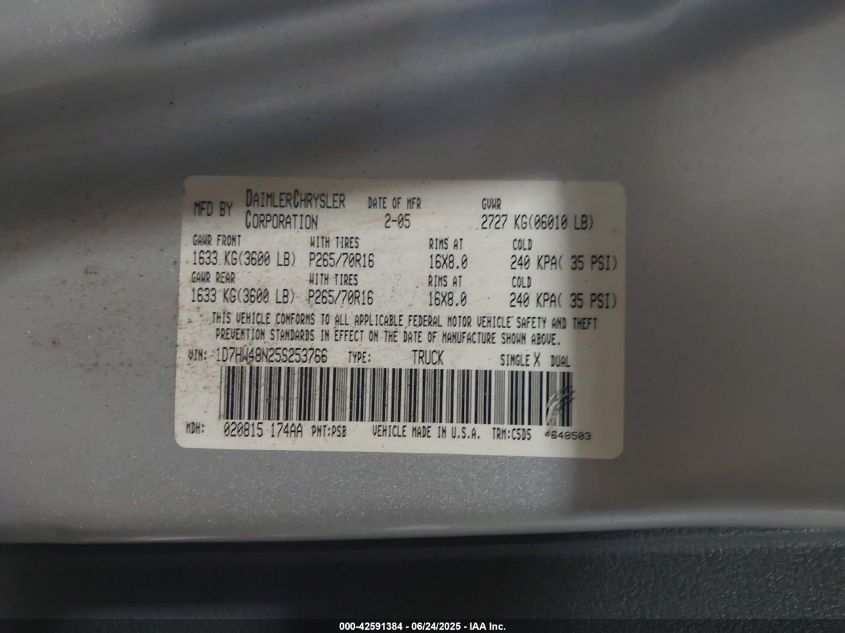 MFD BY DAIMLERCHRYSLER CORPORATION DATE OF MFR 2-05 GVWR 2727 KG(06010 LB)
GAWR FRONT WITH TIRES RIMS AT COLD
1633 KG(3600 LB) P265/70R16 16X8.0 240 KPA( 35 PSI)
GAWR REAR WITH TIRES RIMS AT COLD
1633 KG(3600 LB) P265/70R16 16X8.0 240 KPA( 35 PSI)
THIS VEHICLE CONFORMS TO ALL APPLICABLE FEDERAL MOTOR VEHICLE SAFETY AND THEFT
PREVENTION STANDARDS IN EFFECT ON THE DATE OF MANUFACTURE SHOWN ABOVE.
VIN: 1D7HW48N25S253766 TYPE: TRUCK SINGLE X DUAL
MDH: 020815 174AA PNT:PSB VEHICLE MADE IN U.S.A. TRM:C5D5 4648503
000-42591384 / 06/24/2025 - IAA Inc.